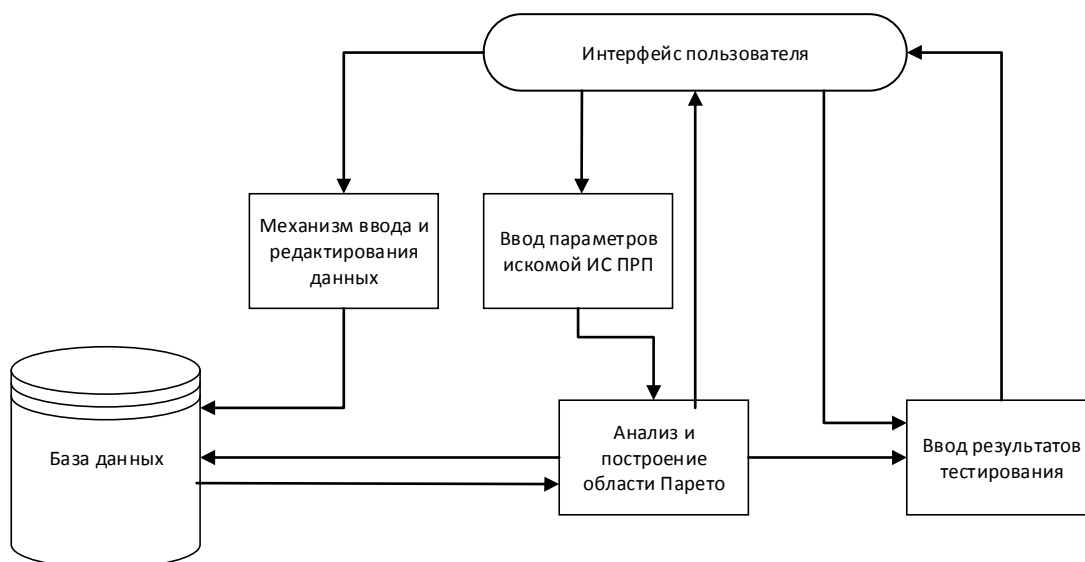 Интерфейс пользователя
Механизм ввода и
редактирования
данных
Ввод параметров
искомой ИС ПРП
База данных
Анализ и
построение
области Парето
Ввод результатов
тестирования